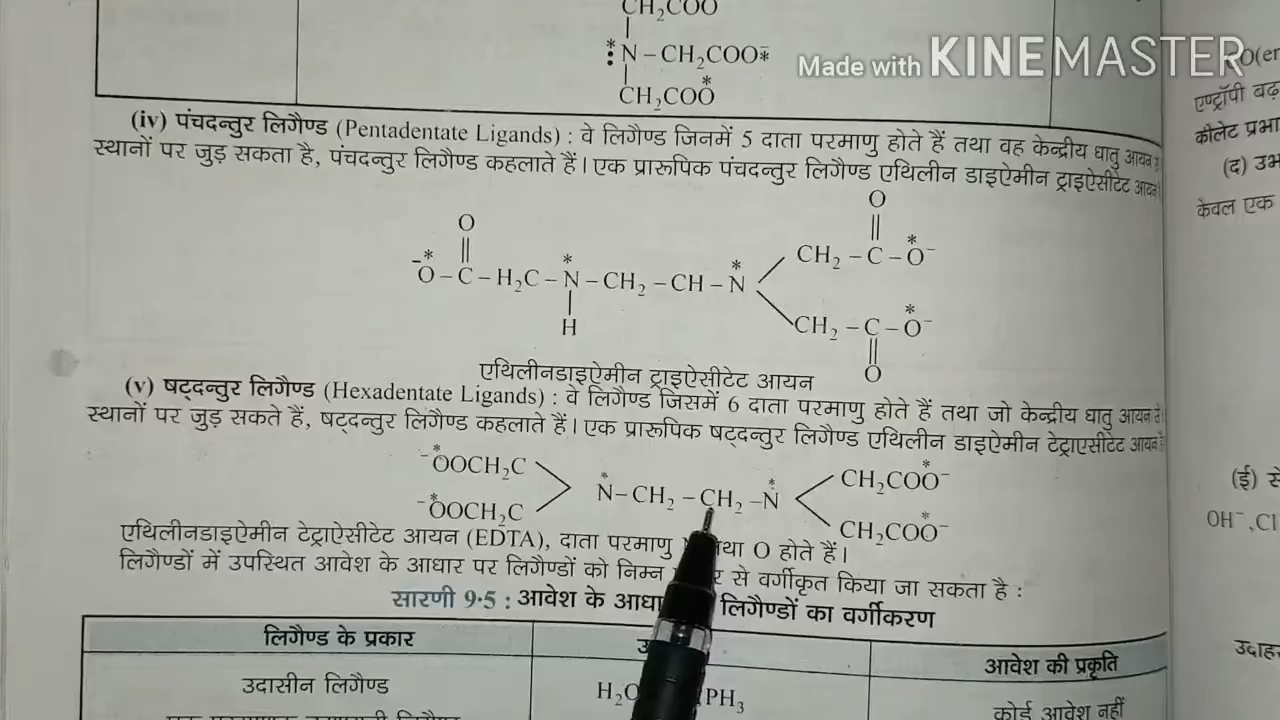 CH₂COO
*:N – CH₂COO⁻*
CH₂COO*
Made with KINEMASTER
(iv) पंचदन्तुर लिगैण्ड (Pentadentate Ligands) : वे लिगैण्ड जिनमें 5 दाता परमाणु होते हैं तथा वह केन्द्रीय धातु आयन से
स्थानों पर जुड़ सकता है, पंचदन्तुर लिगैण्ड कहलाते हैं। एक प्रारूपिक पंचदन्तुर लिगैण्ड एथिलीन डाइऐमीन ट्राइऐसीटेट आयन।
O
O
CH₂ – C – O*⁻
⁻O* – C – H₂C – N* – CH₂ – CH – N*
H
CH₂ – C – O*⁻
O
एथिलीनडाइऐमीन ट्राइऐसीटेट आयन
(v) षट्दन्तुर लिगैण्ड (Hexadentate Ligands) : वे लिगैण्ड जिसमें 6 दाता परमाणु होते हैं तथा जो केन्द्रीय धातु आयन से
स्थानों पर जुड़ सकते हैं, षट्दन्तुर लिगैण्ड कहलाते हैं। एक प्रारूपिक षट्दन्तुर लिगैण्ड एथिलीन डाइऐमीन टेट्राएसीटेट आयन है
⁻O*OCH₂C CH₂COO*⁻
N* – CH₂ – CH₂ – N*
⁻O*OCH₂C CH₂COO*⁻
एथिलीनडाइऐमीन टेट्राऐसीटेट आयन (EDTA), दाता परमाणु तथा O होते हैं।
लिगैण्डों में उपस्थित आवेश के आधार पर लिगैण्डों को निम्न से वर्गीकृत किया जा सकता है :
सारणी 9·5 : आवेश के लिगैण्डों का वर्गीकरण
लिगैण्ड के प्रकार आवेश की प्रकृति
उदासीन लिगैण्ड H₂O PH₃ कोई आवेश नहीं
एण्ट्रॉपी बढ़
कीलेट प्रभा
(द) उभ
केवल एक
(ई) से
OH⁻, Cl
उदाह